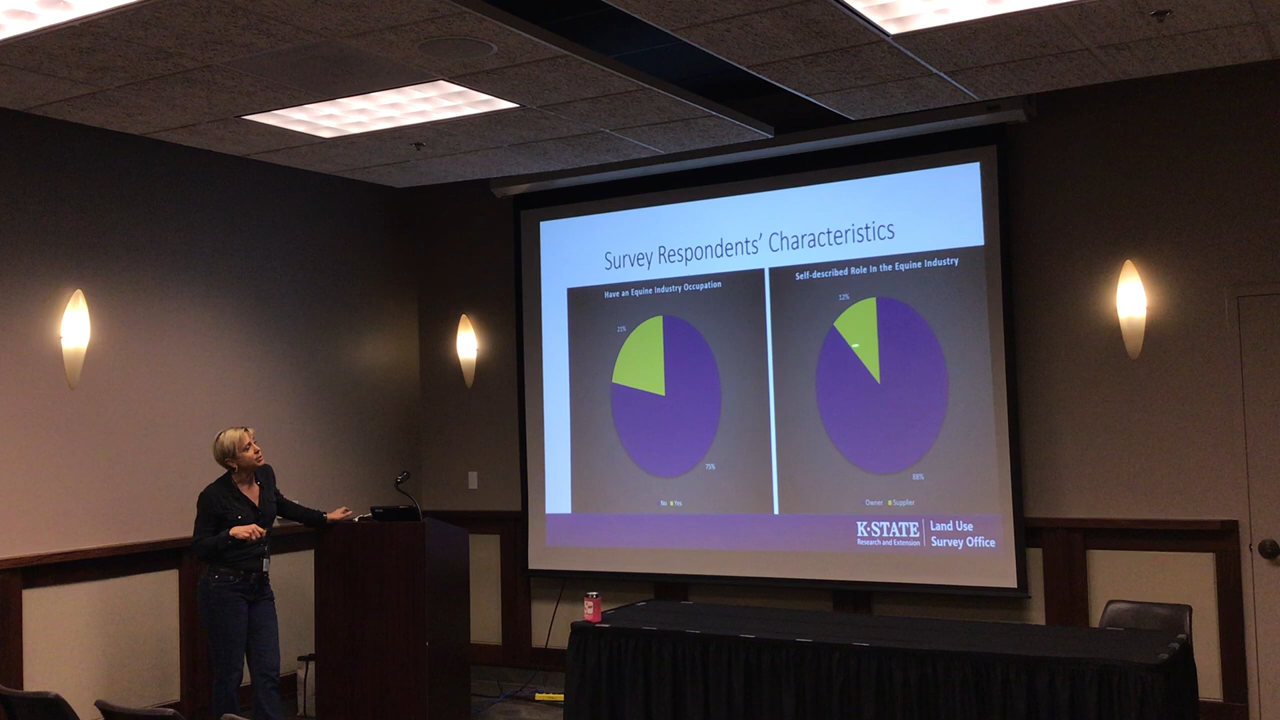 Survey Respondents' Characteristics
Have an Equine Industry Occupation
21%
No Yes
Self-described Role In the Equine Industry
12%
88%
Owner Supplier
K-STATE
Research and Extension
Land Use
Survey Office